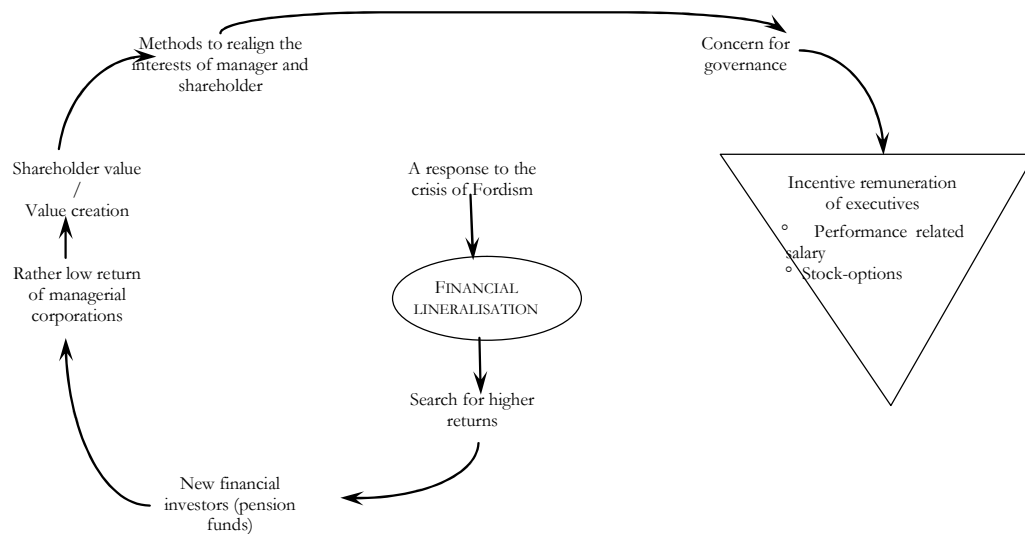 Methods to realign the
interests of manager and
shareholder
Concern for
governance
Shareholder value
/
Value creation
A response to the
crisis of Fordism
Incentive remuneration
of executives
° Performance related
salary
° Stock-options
Rather low return
of managerial
corporations
FINANCIAL
LINERALISATION
Search for higher
returns
New financial
investors (pension
funds)